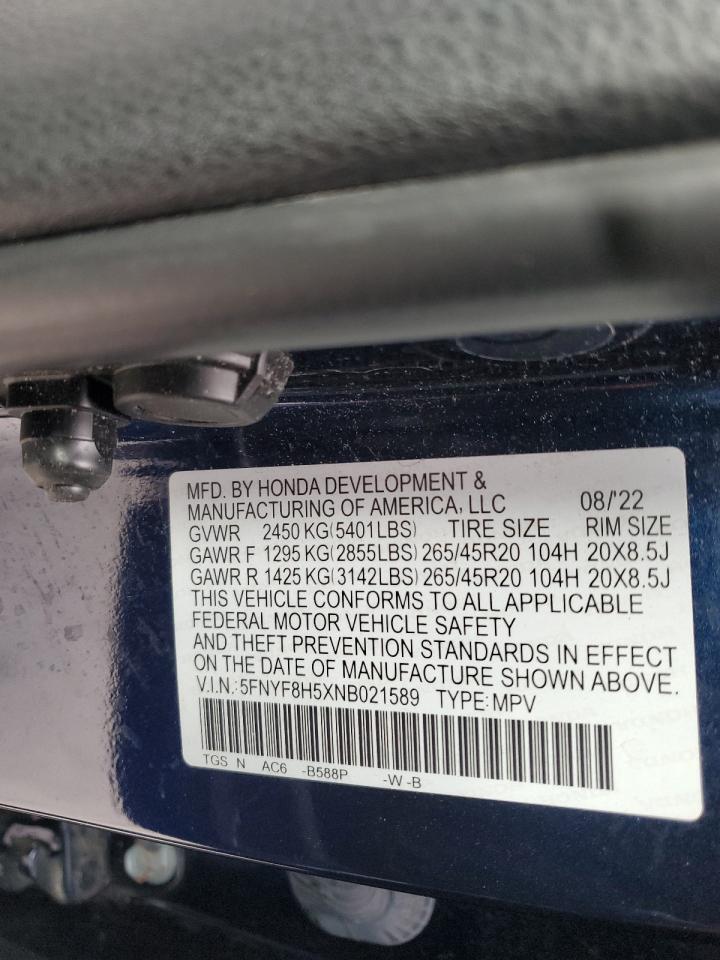 MFD. BY HONDA DEVELOPMENT &
MANUFACTURING OF AMERICA, LLC 08/'22
GVWR 2450 KG(5401LBS) TIRE SIZE RIM SIZE
GAWR F 1295 KG(2855LBS) 265/45R20 104H 20X8.5J
GAWR R 1425 KG(3142LBS) 265/45R20 104H 20X8.5J
THIS VEHICLE CONFORMS TO ALL APPLICABLE
FEDERAL MOTOR VEHICLE SAFETY
AND THEFT PREVENTION STANDARDS IN EFFECT
ON THE DATE OF MANUFACTURE SHOWN ABOVE.
V.I.N.:5FNYF8H5XNB021589 TYPE:MPV
TGS N AC6 -B588P -W -B